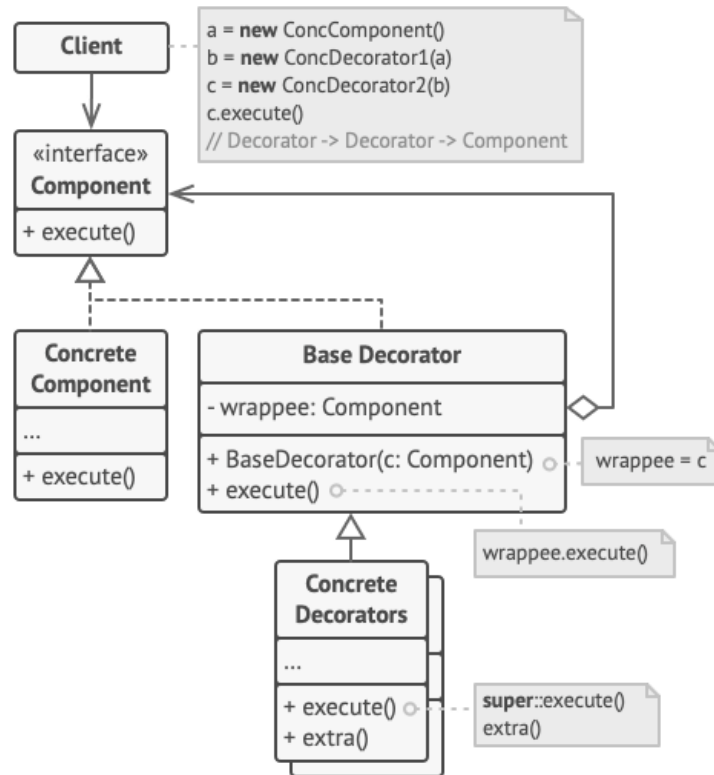 Client
a = new ConcComponent()
b = new ConcDecorator1(a)
c = new ConcDecorator2(b)
c.execute()
// Decorator -> Decorator -> Component
«interface»
Component
+ execute()
Concrete
Component
...
+ execute()
Base Decorator
- wrappee: Component
+ BaseDecorator(c: Component)
+ execute()
wrappee = c
wrappee.execute()
Concrete
Decorators
...
+ execute()
+ extra()
super::execute()
extra()